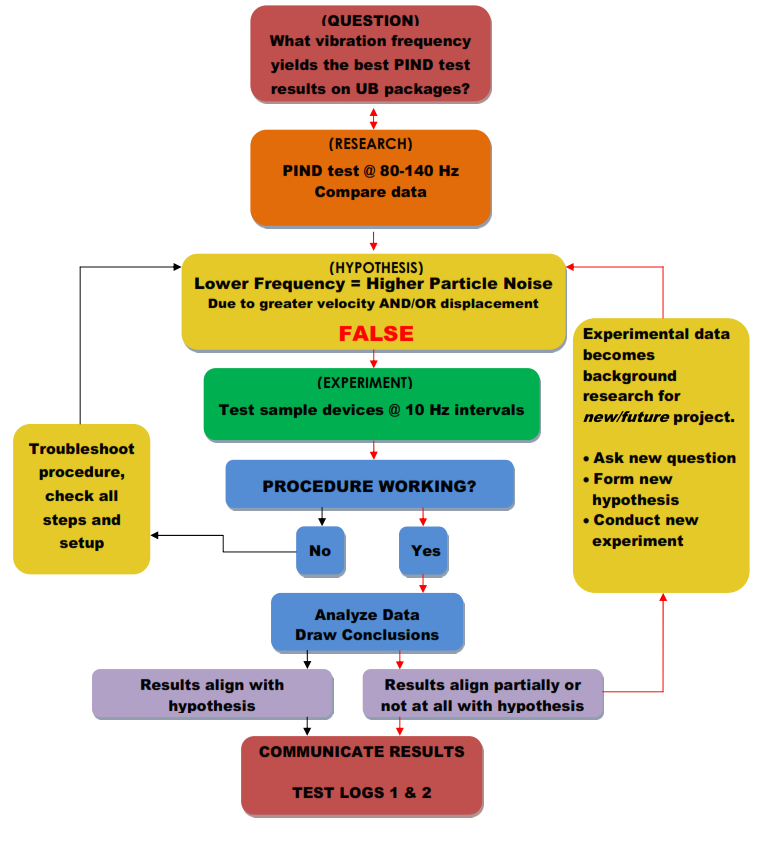 (QUESTION)
What vibration frequency
yields the best PIND test
results on UB packages?
(RESEARCH)
PIND test @ 80-140 Hz
Compare data
(HYPOTHESIS)
Lower Frequency = Higher Particle Noise
Due to greater velocity AND/OR displacement
FALSE
(EXPERIMENT)
Test sample devices @ 10 Hz intervals
PROCEDURE WORKING?
No
Yes
Troubleshoot
procedure,
check all
steps and
setup
Analyze Data
Draw Conclusions
Results align with
hypothesis
Results align partially or
not at all with hypothesis
Experimental data
becomes
background
research for
new/future project.
• Ask new question
• Form new
hypothesis
• Conduct new
experiment
COMMUNICATE RESULTS
TEST LOGS 1 & 2